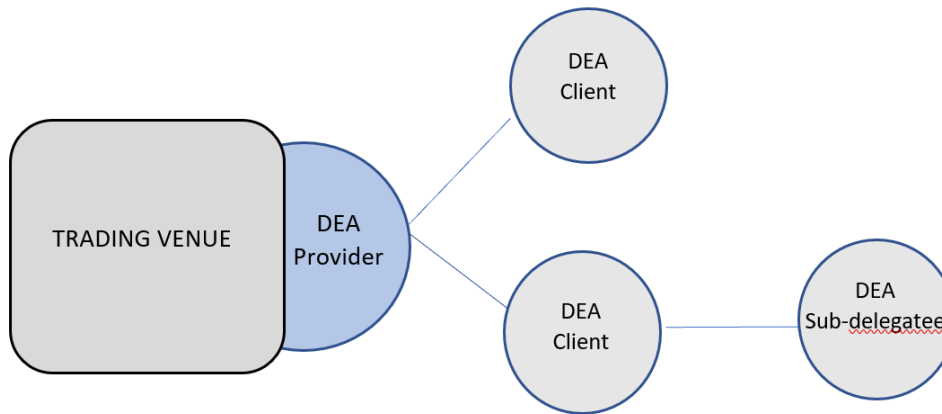 DEA
Client
TRADING VENUE
DEA
Provider
DEA
Client
DEA
Sub-delegatee